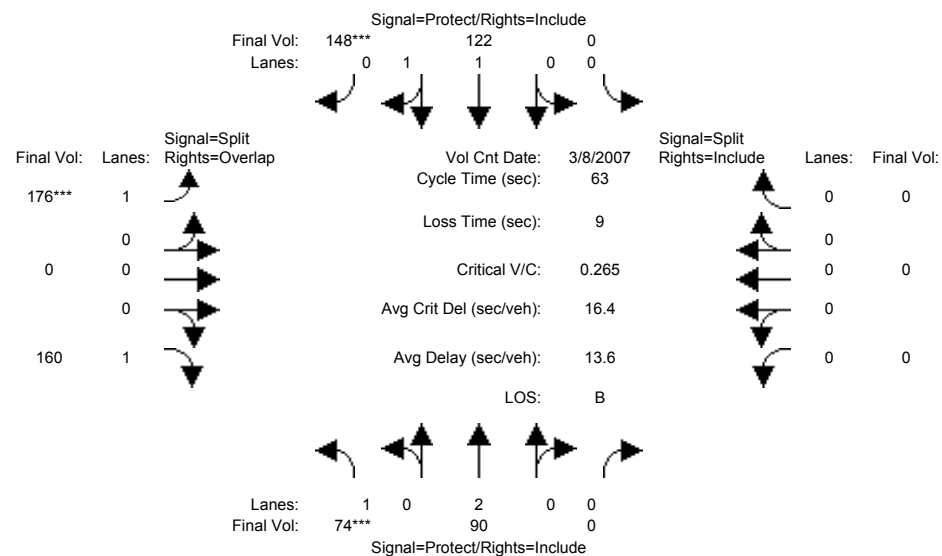 Signal=Protect/Rights=Include
Final Vol: 148*** 122 0
Lanes: 0 1 1 0 0
Signal=Split Signal=Split
Final Vol: Lanes: Rights=Overlap Vol Cnt Date: 3/8/2007 Rights=Include Lanes: Final Vol:
Cycle Time (sec): 63
176*** 1 0 0
Loss Time (sec): 9
0 0
0 0 Critical V/C: 0.265 0 0
0 Avg Crit Del (sec/veh): 16.4 0
160 1 Avg Delay (sec/veh): 13.6 0 0
LOS: B
Lanes: 1 0 2 0 0
Final Vol: 74*** 90 0
Signal=Protect/Rights=Include